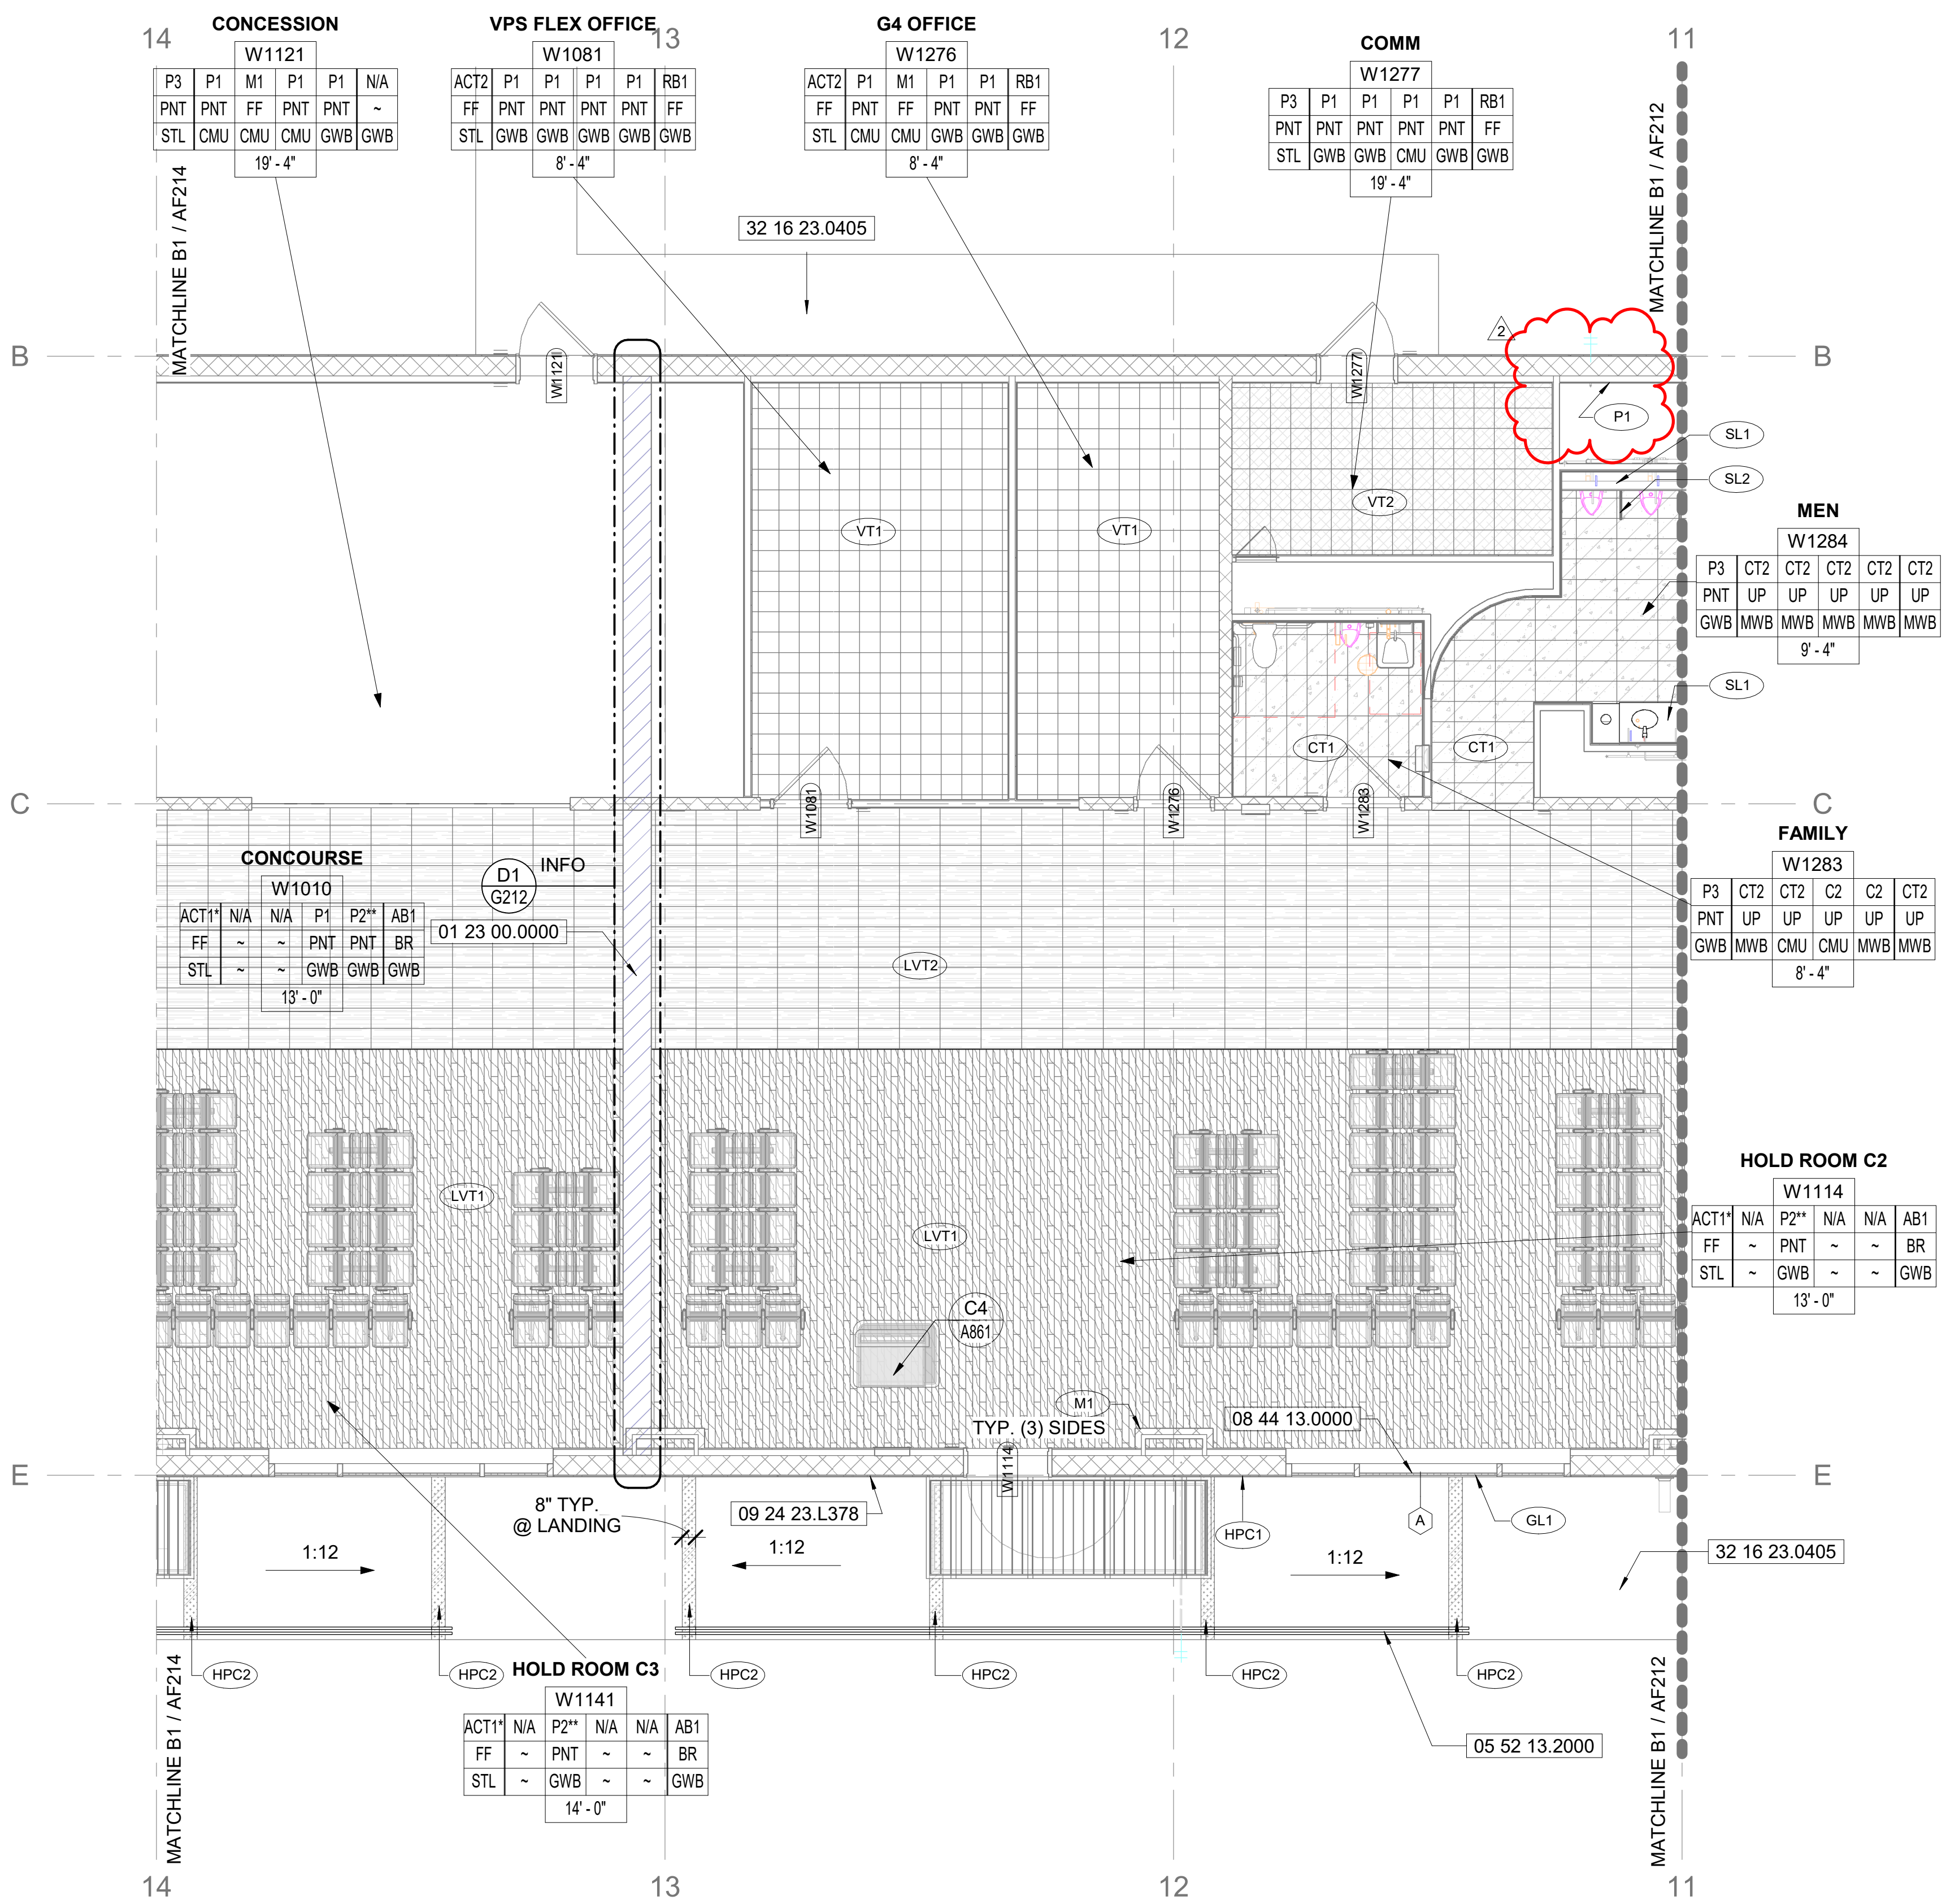 14 13 12 11
CONCESSION
W1121
P3 P1 M1 P1 P1 N/A
PNT PNT FF PNT PNT ~
STL CMU CMU CMU GWB GWB
19' - 4"
VPS FLEX OFFICE
W1081
ACT2 P1 P1 P1 P1 RB1
FF PNT PNT PNT PNT FF
STL GWB GWB GWB GWB GWB
8' - 4"
G4 OFFICE
W1276
ACT2 P1 M1 P1 P1 RB1
FF PNT FF PNT PNT FF
STL CMU CMU GWB GWB GWB
8' - 4"
COMM
W1277
P3 P1 P1 P1 P1 RB1
PNT PNT PNT PNT PNT FF
STL GWB GWB CMU GWB GWB
19' - 4"
MATCHLINE B1 / AF214
MATCHLINE B1 / AF212
32 16 23.0405
2
B B
W1121
W1277
P1
SL1
SL2
VT1
VT1
VT2
MEN
W1284
P3 CT2 CT2 CT2 CT2 CT2
PNT UP UP UP UP UP
GWB MWB MWB MWB MWB MWB
9' - 4"
SL1
CT1
CT1
C C
W1081
W1276
W1283
FAMILY
W1283
P3 CT2 CT2 C2 C2 CT2
PNT UP UP UP UP UP
GWB MWB CMU CMU MWB MWB
8' - 4"
CONCOURSE
W1010
ACT1* N/A N/A P1 P2** AB1
FF ~ ~ PNT PNT BR
STL ~ ~ GWB GWB GWB
13' - 0"
D1
G212
INFO
01 23 00.0000
LVT2
HOLD ROOM C2
W1114
ACT1* N/A P2** N/A N/A AB1
FF ~ PNT ~ ~ BR
STL ~ GWB ~ ~ GWB
13' - 0"
LVT1
LVT1
C4
A861
M1
TYP. (3) SIDES
08 44 13.0000
E E
W1114
8" TYP.
@ LANDING
09 24 23.L378
HPC1
A
GL1
1:12
1:12
1:12
32 16 23.0405
HPC2
HPC2
HPC2
HPC2
HPC2
HPC2
HOLD ROOM C3
W1141
ACT1* N/A P2** N/A N/A AB1
FF ~ PNT ~ ~ BR
STL ~ GWB ~ ~ GWB
14' - 0"
05 52 13.2000
MATCHLINE B1 / AF214
MATCHLINE B1 / AF212
14 13 12 11